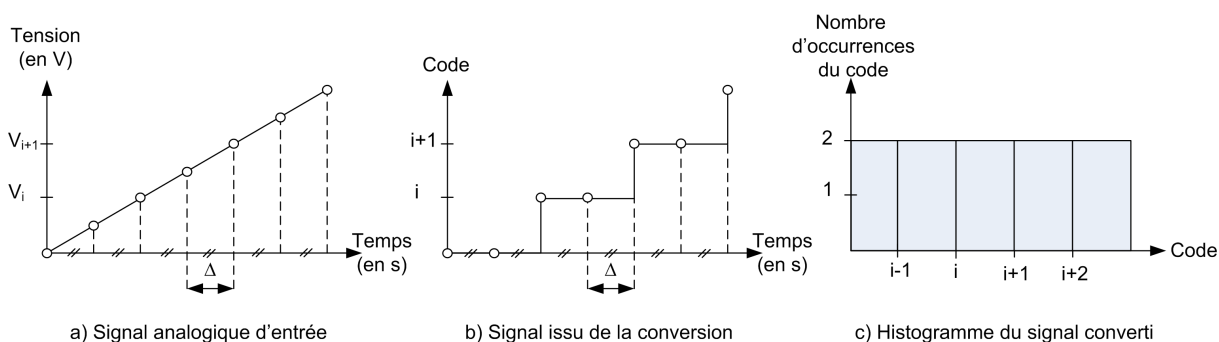 Tension
(en V)
V_{i+1}
V_i
Temps
(en s)
Δ
a) Signal analogique d'entrée
Code
i+1
i
Temps
(en s)
Δ
b) Signal issu de la conversion
Nombre
d'occurrences
du code
2
1
i-1 i i+1 i+2
Code
c) Histogramme du signal converti